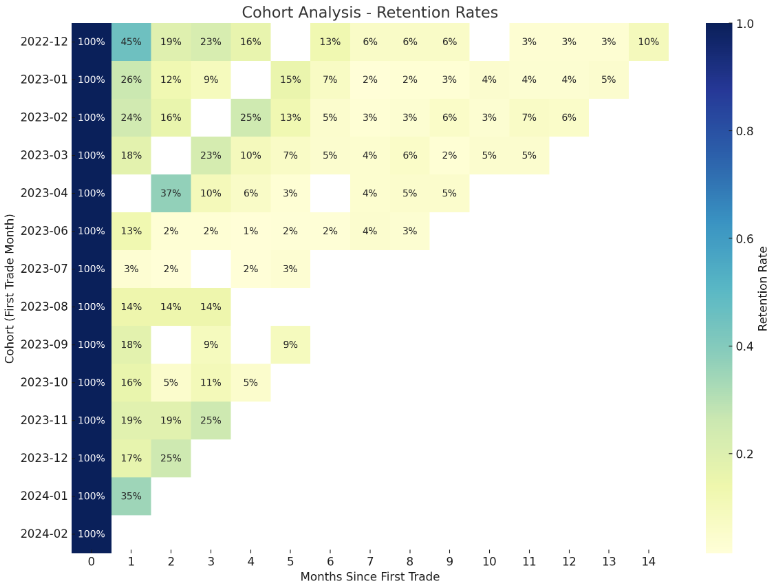 Cohort Analysis - Retention Rates
2022-12 100% 45% 19% 23% 16% 13% 6% 6% 6% 3% 3% 3% 10%
2023-01 100% 26% 12% 9% 15% 7% 2% 2% 3% 4% 4% 4% 5%
2023-02 100% 24% 16% 25% 13% 5% 3% 3% 6% 3% 7% 6%
2023-03 100% 18% 23% 10% 7% 5% 4% 6% 2% 5% 5%
2023-04 100% 37% 10% 6% 3% 4% 5% 5%
2023-06 100% 13% 2% 2% 1% 2% 2% 4% 3%
2023-07 100% 3% 2% 2% 3%
2023-08 100% 14% 14% 14%
2023-09 100% 18% 9% 9%
2023-10 100% 16% 5% 11% 5%
2023-11 100% 19% 19% 25%
2023-12 100% 17% 25%
2024-01 100% 35%
2024-02 100%
0 1 2 3 4 5 6 7 8 9 10 11 12 13 14
Months Since First Trade
Cohort (First Trade Month)
1.0
0.8
0.6
0.4
0.2
Retention Rate